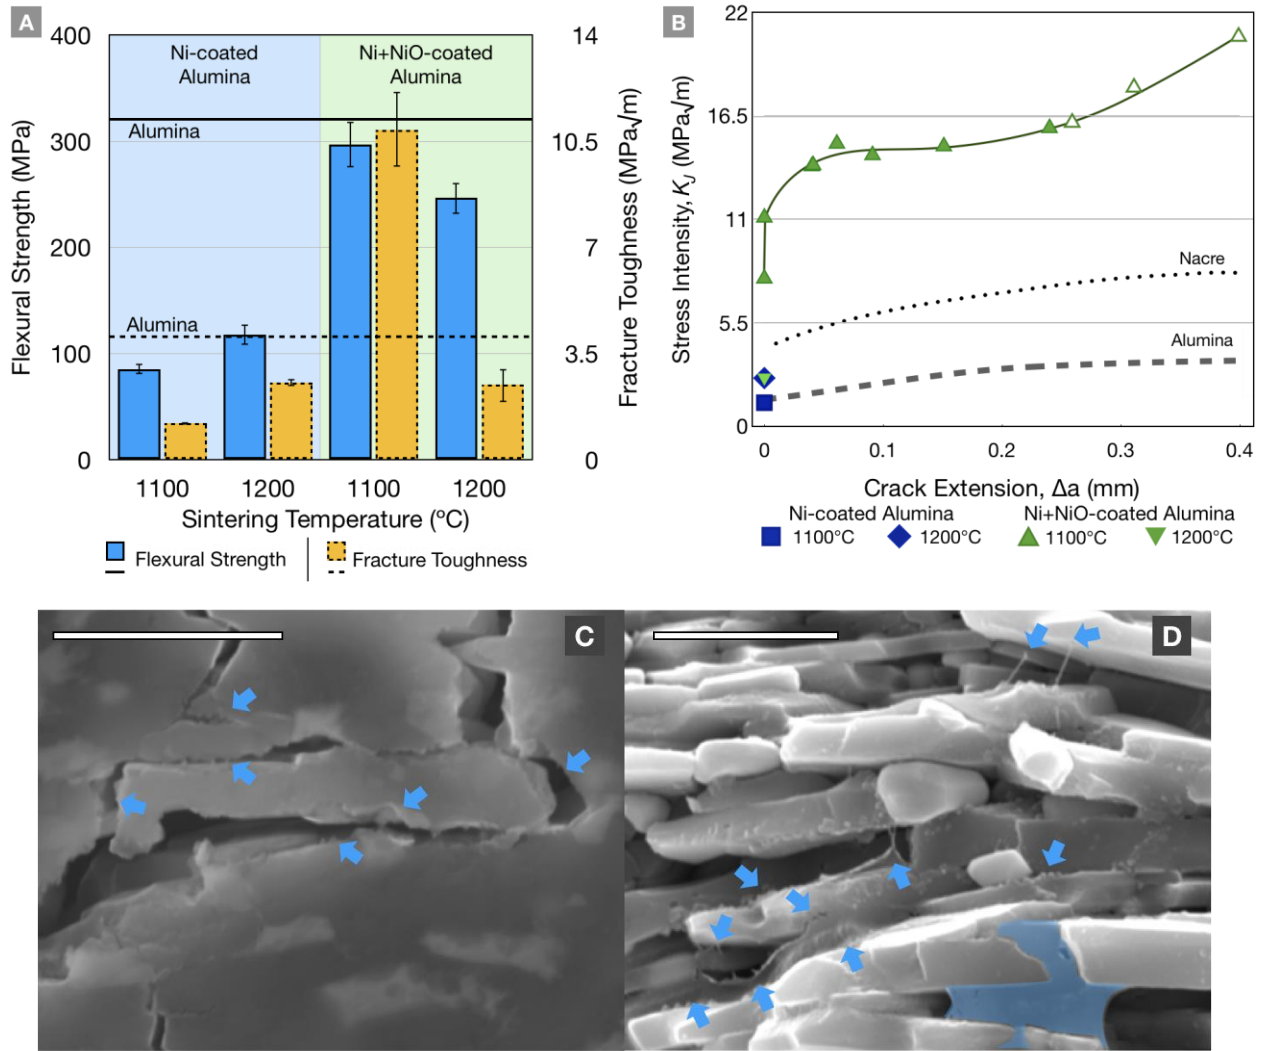 A
400
300
200
100
0
Flexural Strength (MPa)
Ni-coated
Alumina
Ni+NiO-coated
Alumina
Alumina
Alumina
14
10.5
7
3.5
0
Fracture Toughness (MPa√m)
1100
1200
1100
1200
Sintering Temperature (ºC)
Flexural Strength
Fracture Toughness
B
22
16.5
11
5.5
0
Stress Intensity, KJ (MPa√m)
Nacre
Alumina
0
0.1
0.2
0.3
0.4
Crack Extension, Δa (mm)
Ni-coated Alumina
Ni+NiO-coated Alumina
1100°C
1200°C
1100°C
1200°C
C
D